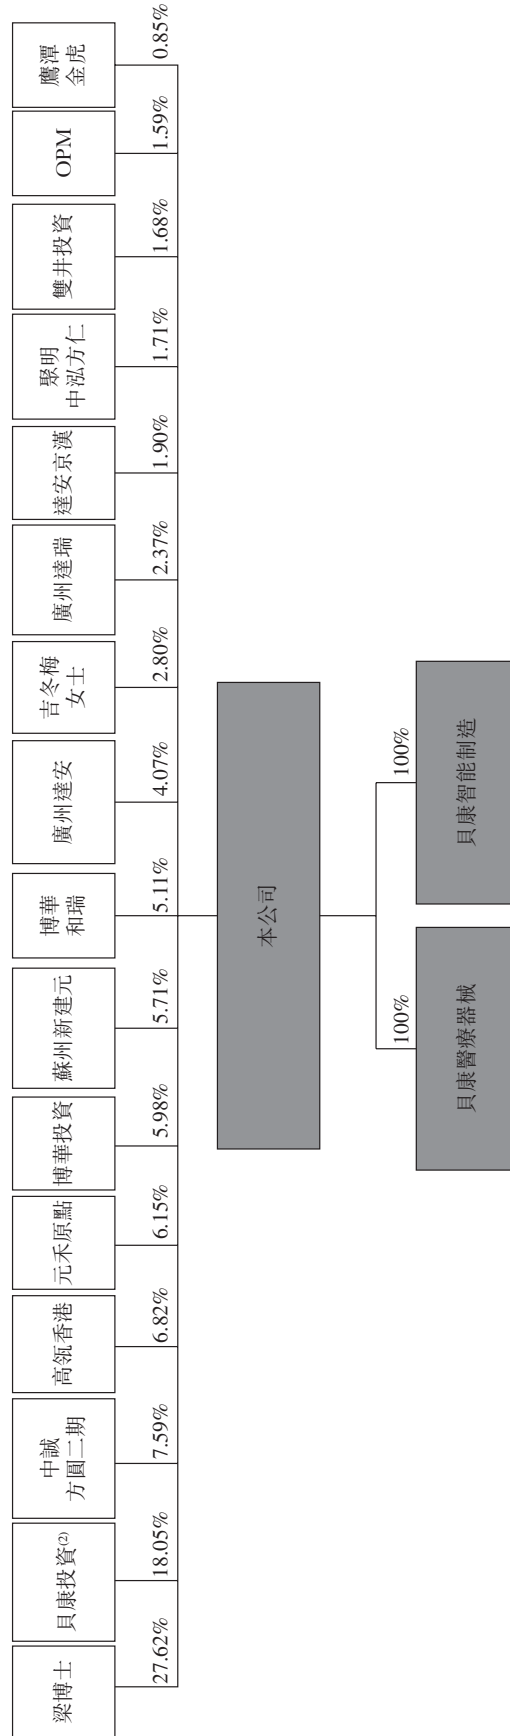 梁博士
貝康投資(2)
中誠
方圓二期
高瓴香港
元禾原點
博華投資
蘇州新建元
博華
和瑞
廣州達安
吉冬梅
女士
廣州達瑞
達安京漢
聚明
中泓方仁
雙井投資
OPM
鷹潭
金虎
27.62%
18.05%
7.59%
6.82%
6.15%
5.98%
5.71%
5.11%
4.07%
2.80%
2.37%
1.90%
1.71%
1.68%
1.59%
0.85%
本公司
100%
100%
貝康醫療器械
貝康智能制造